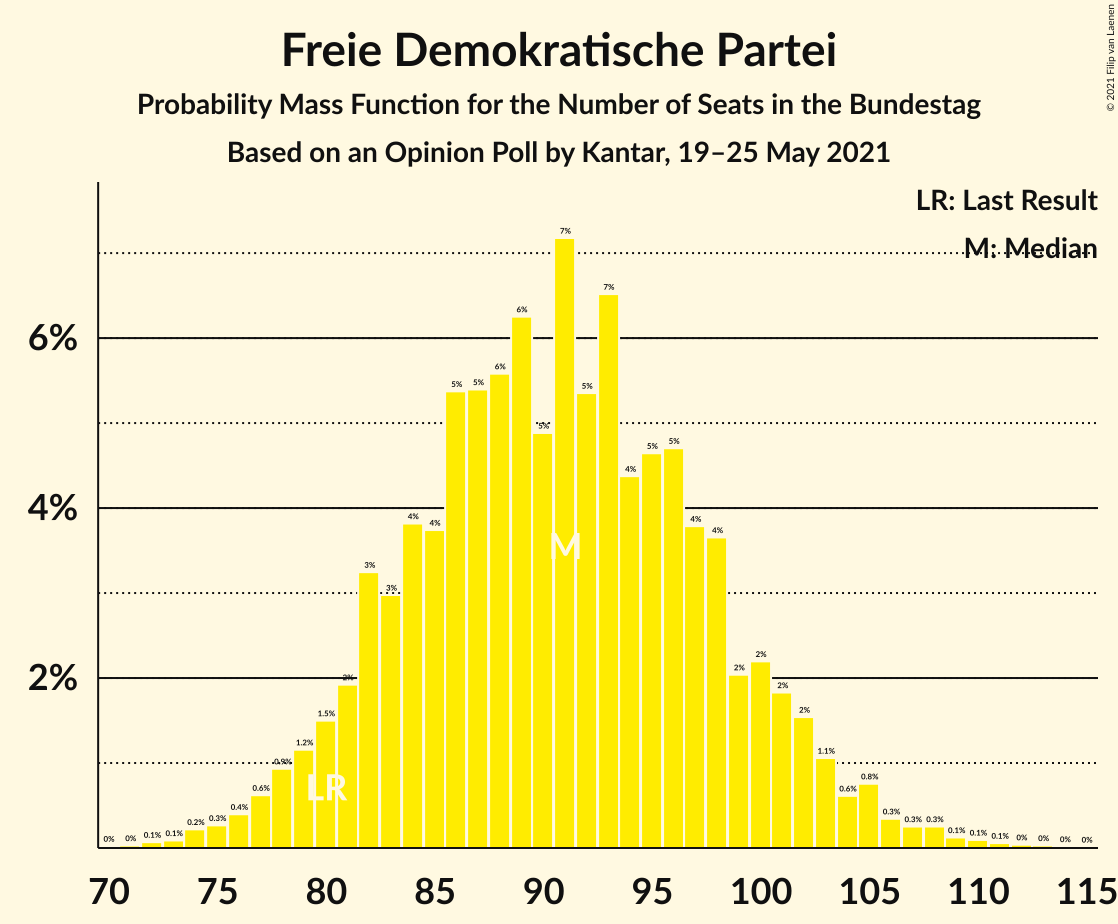 Freie Demokratische Partei
© 2021 Filip van Laenen
Probability Mass Function for the Number of Seats in the Bundestag
Based on an Opinion Poll by Kantar, 19–25 May 2021
LR: Last Result
M: Median
6%
4%
2%
0% 0% 0.1% 0.1% 0.2% 0.3% 0.4% 0.6% 0.9% 1.2% 1.5% 2% 3% 3% 4% 4% 5% 5% 6% 6% 5% 7% 5% 7% 4% 5% 5% 4% 4% 2% 2% 2% 2% 1.1% 0.6% 0.8% 0.3% 0.3% 0.3% 0.1% 0.1% 0.1% 0% 0% 0% 0%
M
LR
70 75 80 85 90 95 100 105 110 115